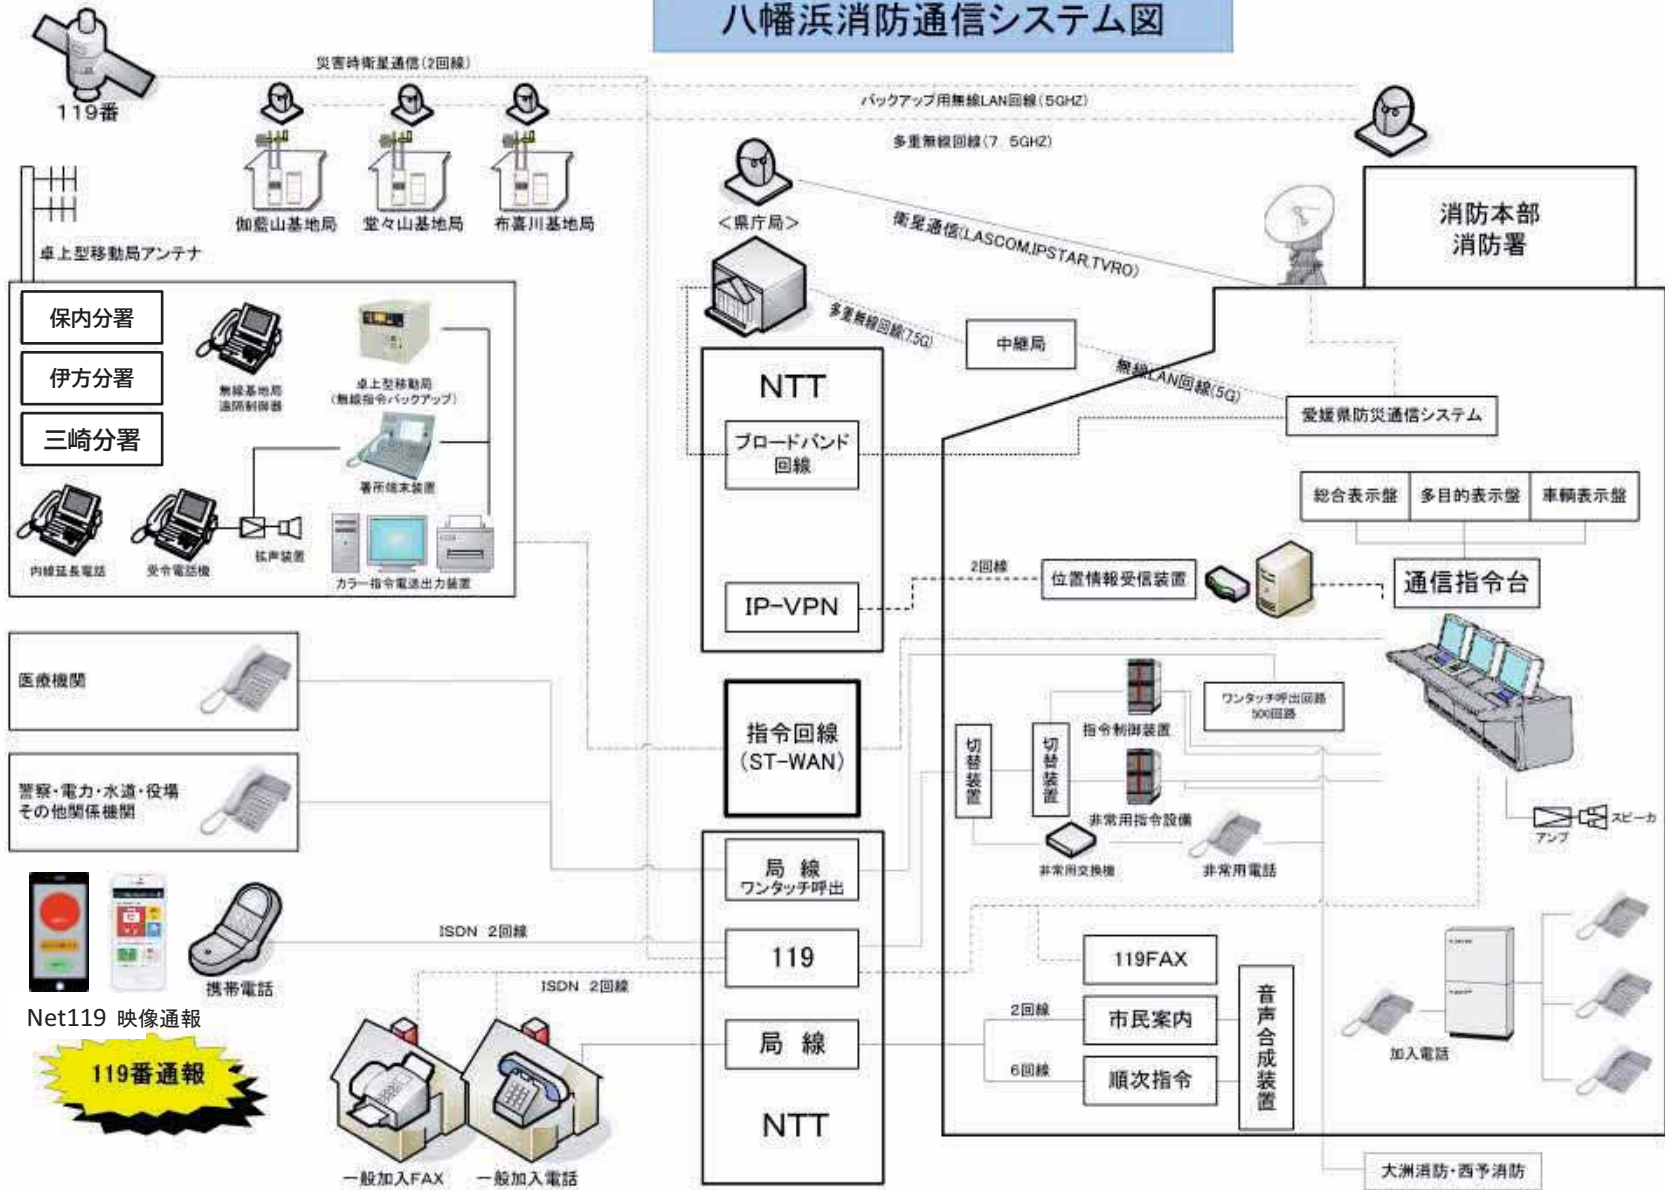 八幡浜消防通信システム図
119番
災害時衛星通信(2回線)
バックアップ用無線LAN回線(5GHZ)
多重無線回線(7.5GHZ)
伽藍山基地局
堂々山基地局
布喜川基地局
卓上型移動局アンテナ
<県庁局>
衛星通信(LASCOM,IPSTAR,TVRO)
消防本部
消防署
多重無線回線(7.5G)
中継局
無線LAN回線(5G)
愛媛県防災通信システム
保内分署
伊方分署
三崎分署
無線基地局
遠隔制御器
卓上型移動局
(無線指令バックアップ)
署所端末装置
内線延長電話
受令電話機
拡声装置
カラー指令電送出力装置
NTT
ブロードバンド
回線
IP-VPN
2回線
位置情報受信装置
総合表示盤
多目的表示盤
車輌表示盤
通信指令台
医療機関
警察・電力・水道・役場
その他関係機関
指令回線
(ST-WAN)
切替装置
切替装置
指令制御装置
非常用指令設備
非常用交換機
非常用電話
ワンタッチ呼出回路
500回路
アンプ
スピーカ
局 線
ワンタッチ呼出
ISDN 2回線
119
携帯電話
ISDN 2回線
Net119 映像通報
119番通報
局 線
NTT
一般加入FAX
一般加入電話
119FAX
2回線
市民案内
6回線
順次指令
音声合成装置
加入電話
大洲消防・西予消防